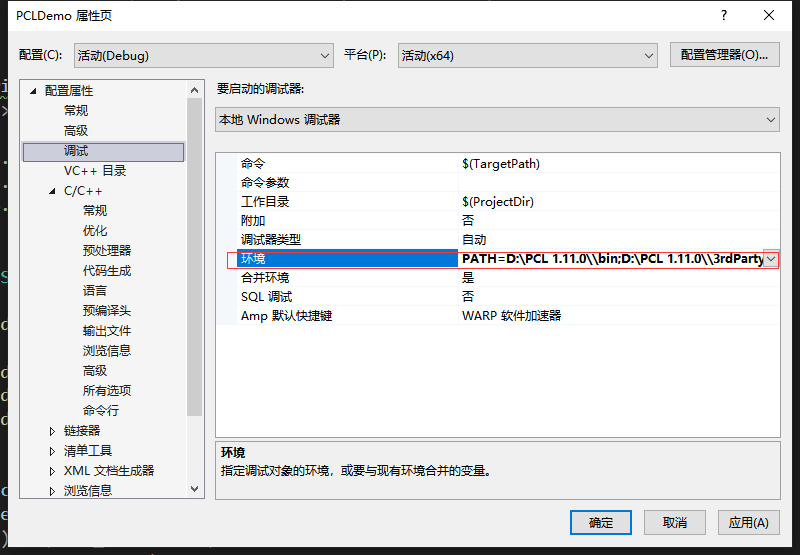 PCLDemo 属性页
配置(C): 活动(Debug) 平台(P): 活动(x64) 配置管理器(O)...
配置属性
常规
高级
调试
VC++ 目录
C/C++
常规
优化
预处理器
代码生成
语言
预编译头
输出文件
浏览信息
高级
所有选项
命令行
链接器
清单工具
XML 文档生成器
浏览信息
要启动的调试器:
本地 Windows 调试器
命令 $(TargetPath)
命令参数
工作目录 $(ProjectDir)
附加 否
调试器类型 自动
环境 PATH=D:\PCL 1.11.0\\bin;D:\PCL 1.11.0\\3rdParty
合并环境 是
SQL 调试 否
Amp 默认快捷键 WARP 软件加速器
环境
指定调试对象的环境，或要与现有环境合并的变量。
确定 取消 应用(A)